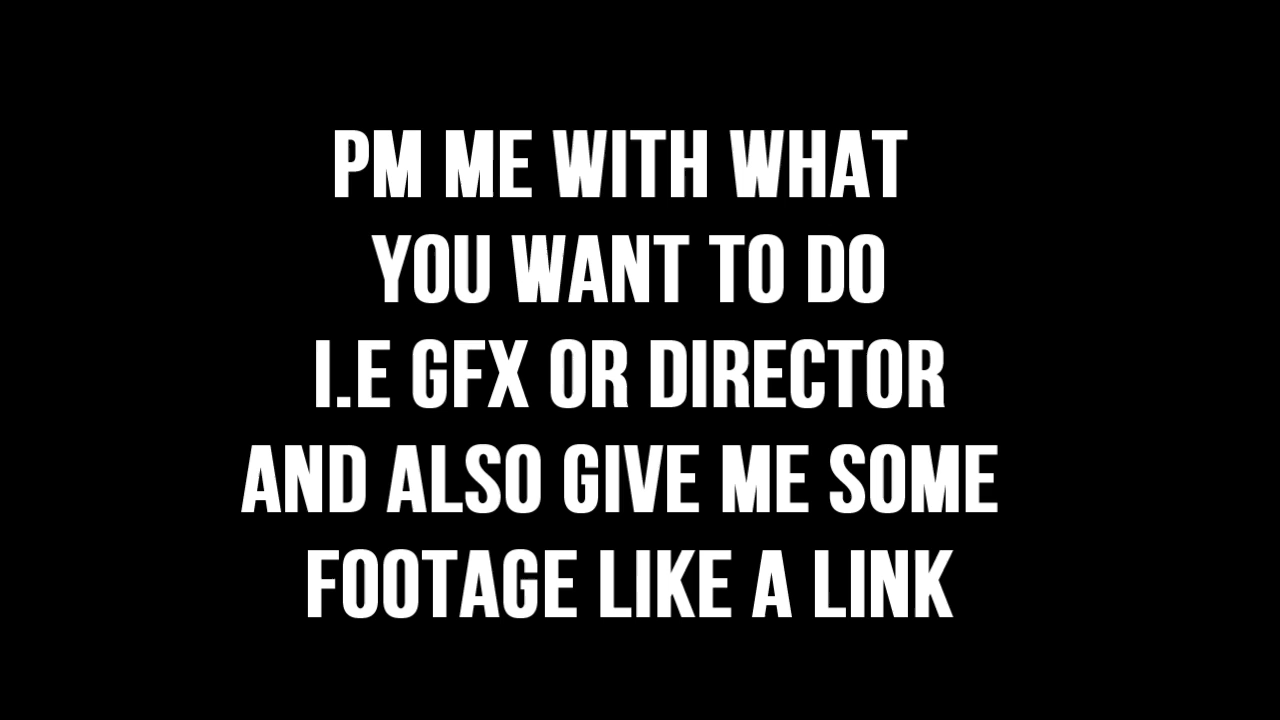 PM ME WITH WHAT
YOU WANT TO DO
I.E GFX OR DIRECTOR
AND ALSO GIVE ME SOME
FOOTAGE LIKE A LINK